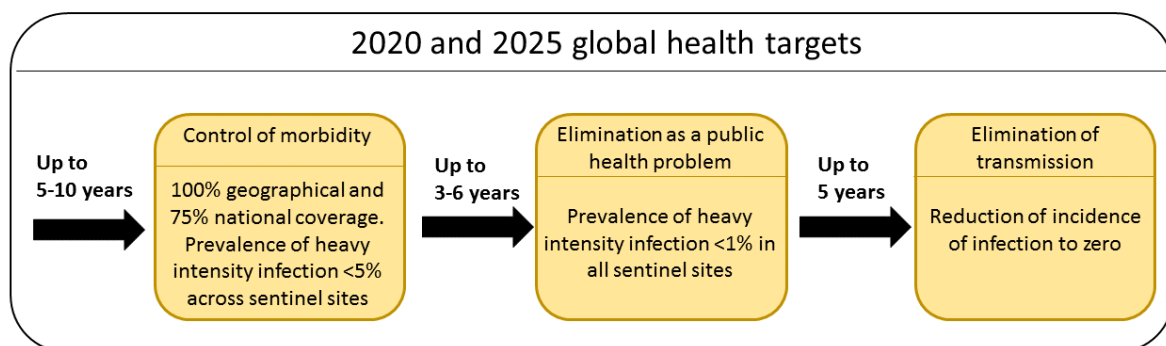 2020 and 2025 global health targets
Up to
5-10 years
Control of morbidity
100% geographical and
75% national coverage.
Prevalence of heavy
intensity infection <5%
across sentinel sites
Up to
3-6 years
Elimination as a public
health problem
Prevalence of heavy
intensity infection <1% in
all sentinel sites
Up to
5 years
Elimination of
transmission
Reduction of incidence
of infection to zero